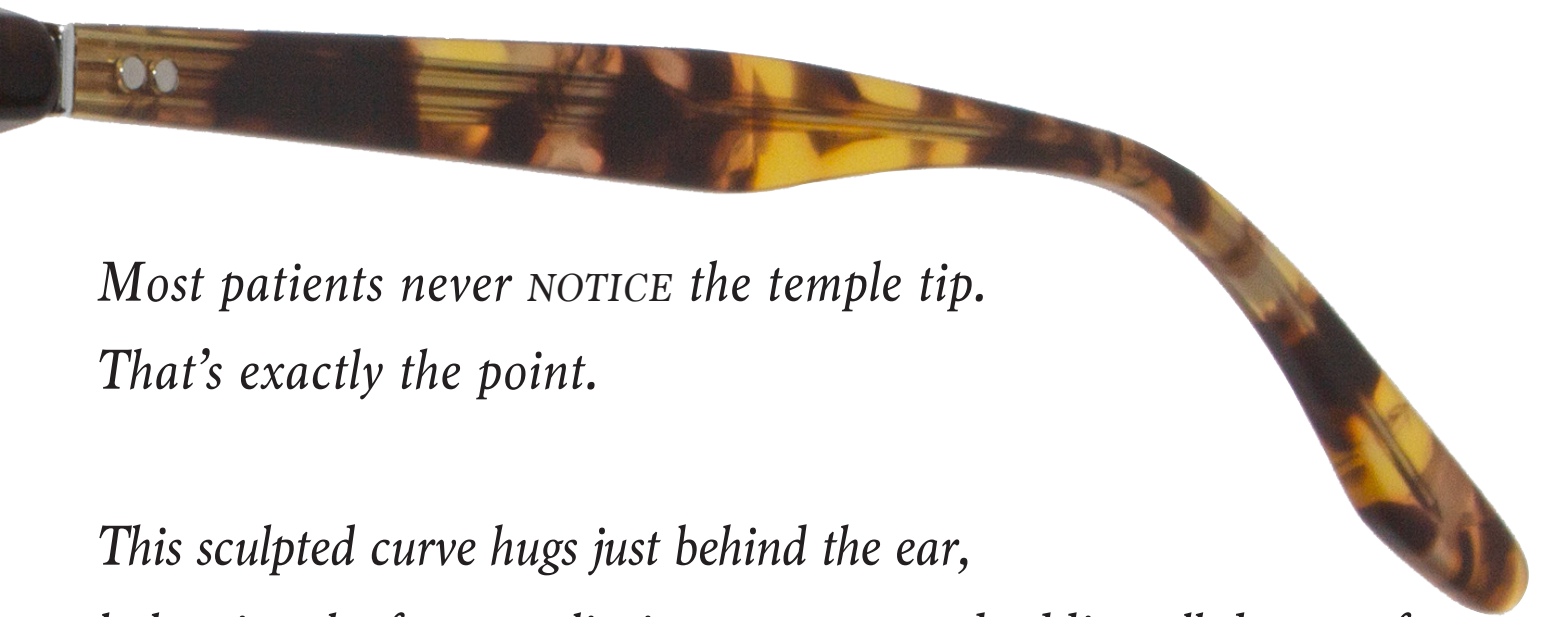 Most patients never NOTICE the temple tip.
That’s exactly the point.
This sculpted curve hugs just behind the ear,